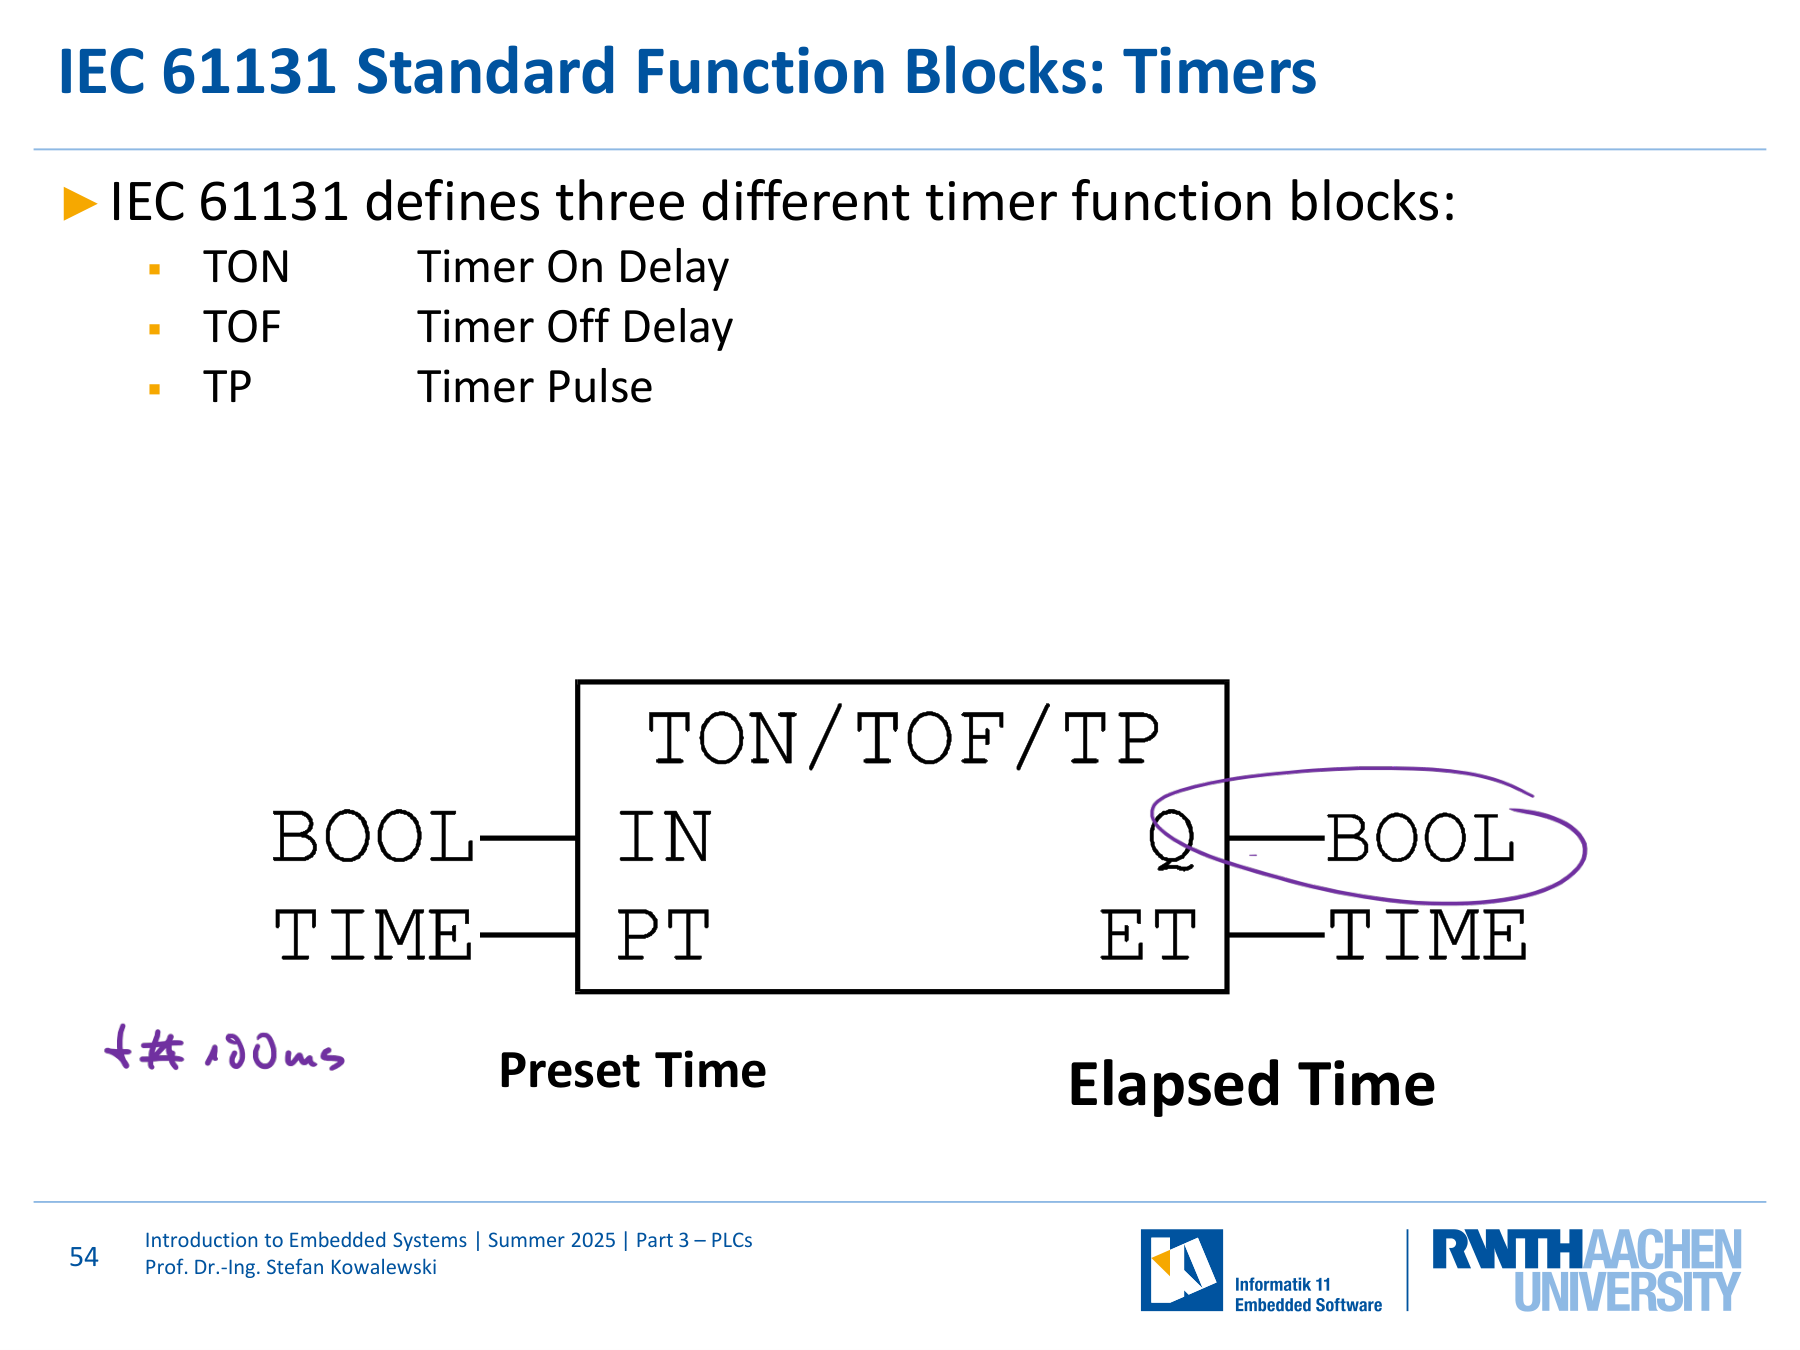 IEC 61131 Standard Function Blocks: Timers
►IEC 61131 defines three different timer function blocks:
▪ TON Timer On Delay
▪ TOF Timer Off Delay
▪ TP Timer Pulse
TON/TOF/TP
BOOL IN Q BOOL
TIME PT ET TIME
t# 100ms
Preset Time
Elapsed Time
54
Introduction to Embedded Systems | Summer 2025 | Part 3 – PLCs
Prof. Dr.-Ing. Stefan Kowalewski
Informatik 11
Embedded Software
RWTHAACHEN
UNIVERSITY